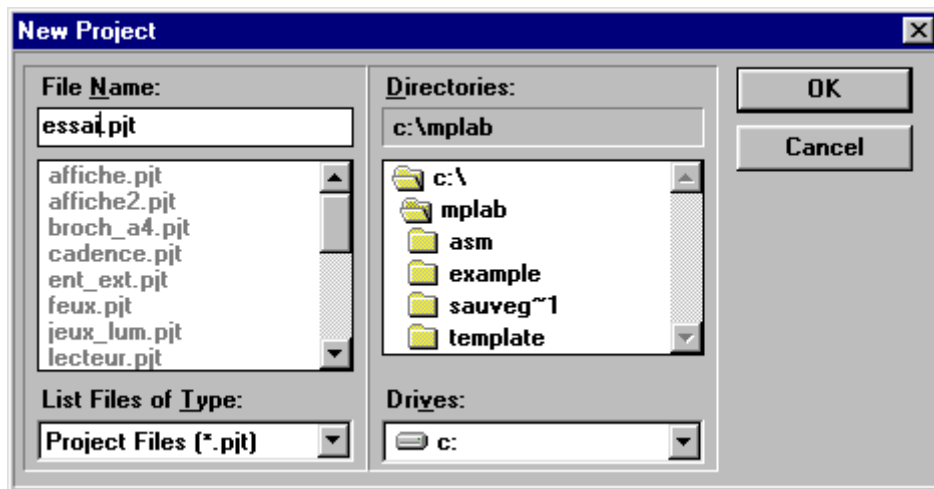 New Project
File Name:
essai.pjt
affiche.pjt
affiche2.pjt
broch_a4.pjt
cadence.pjt
ent_ext.pjt
feux.pjt
jeux_lum.pjt
lecteur.pjt
List Files of Type:
Project Files (*.pjt)
Directories:
c:\mplab
c:\
mplab
asm
example
sauveg~1
template
Drives:
c:
OK
Cancel